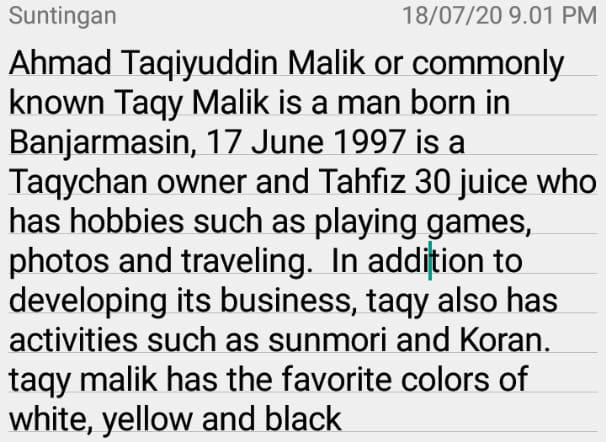 Suntingan 18/07/20 9.01 PM
Ahmad Taqiyuddin Malik or commonly
known Taqy Malik is a man born in
Banjarmasin, 17 June 1997 is a
Taqychan owner and Tahfiz 30 juice who
has hobbies such as playing games,
photos and traveling.  In addition to
developing its business, taqy also has
activities such as sunmori and Koran.
taqy malik has the favorite colors of
white, yellow and black